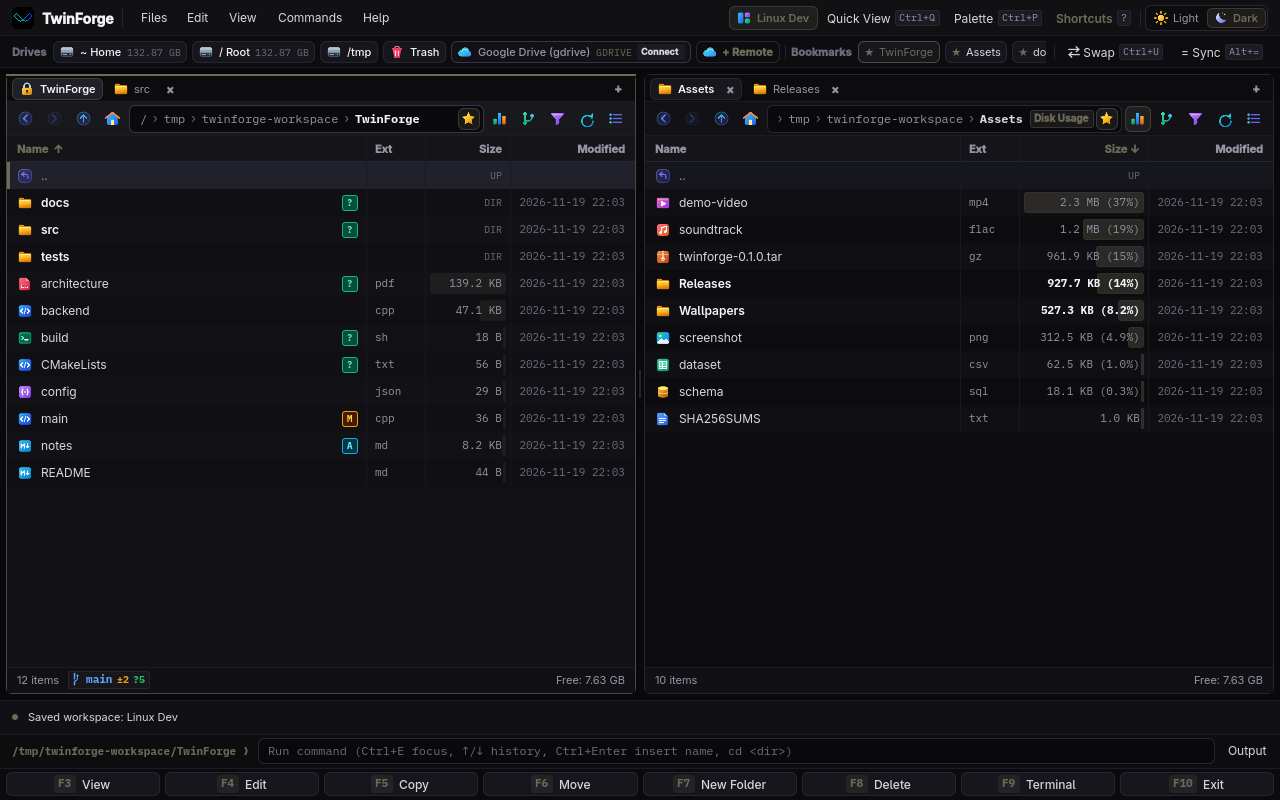 TwinForge Files Edit View Commands Help Linux Dev Quick View Ctrl+Q Palette Ctrl+P Shortcuts ? Light Dark
Drives ~ Home 132.87 GB / Root 132.87 GB /tmp Trash Google Drive (gdrive) GDRIVE Connect + Remote Bookmarks ★ TwinForge ★ Assets ★ do Swap Ctrl+U = Sync Alt+=
TwinForge src × +
/ › tmp › twinforge-workspace › TwinForge
Name ↑ Ext Size Modified
.. UP
docs ? DIR 2026-11-19 22:03
src ? DIR 2026-11-19 22:03
tests DIR 2026-11-19 22:03
architecture ? pdf 139.2 KB 2026-11-19 22:03
backend cpp 47.1 KB 2026-11-19 22:03
build ? sh 18 B 2026-11-19 22:03
CMakeLists ? txt 56 B 2026-11-19 22:03
config json 29 B 2026-11-19 22:03
main M cpp 36 B 2026-11-19 22:03
notes A md 8.2 KB 2026-11-19 22:03
README md 44 B 2026-11-19 22:03
12 items main ±2 ?5 Free: 7.63 GB
Assets × Releases × +
› tmp › twinforge-workspace › Assets Disk Usage
Name Ext Size ↓ Modified
.. UP
demo-video mp4 2.3 MB (37%) 2026-11-19 22:03
soundtrack flac 1.2 MB (19%) 2026-11-19 22:03
twinforge-0.1.0.tar gz 961.9 KB (15%) 2026-11-19 22:03
Releases 927.7 KB (14%) 2026-11-19 22:03
Wallpapers 527.3 KB (8.2%) 2026-11-19 22:03
screenshot png 312.5 KB (4.9%) 2026-11-19 22:03
dataset csv 62.5 KB (1.0%) 2026-11-19 22:03
schema sql 18.1 KB (0.3%) 2026-11-19 22:03
SHA256SUMS txt 1.0 KB 2026-11-19 22:03
10 items Free: 7.63 GB
Saved workspace: Linux Dev
/tmp/twinforge-workspace/TwinForge ❯ Run command (Ctrl+E focus, ↑/↓ history, Ctrl+Enter insert name, cd <dir>) Output
F3 View F4 Edit F5 Copy F6 Move F7 New Folder F8 Delete F9 Terminal F10 Exit